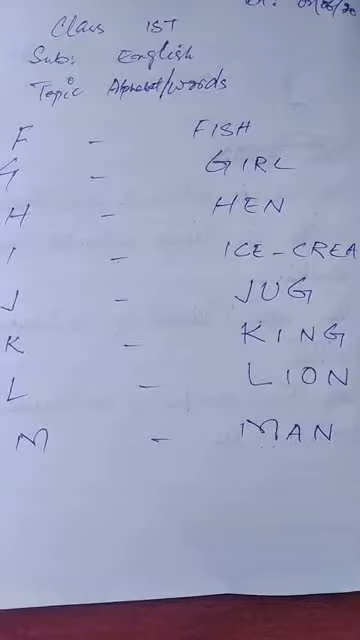 Class 1ST
Sub: English
Topic Alphabet/words
F - FISH
G - GIRL
H - HEN
I - ICE-CREA
J - JUG
K - KING
L - LION
M - MAN